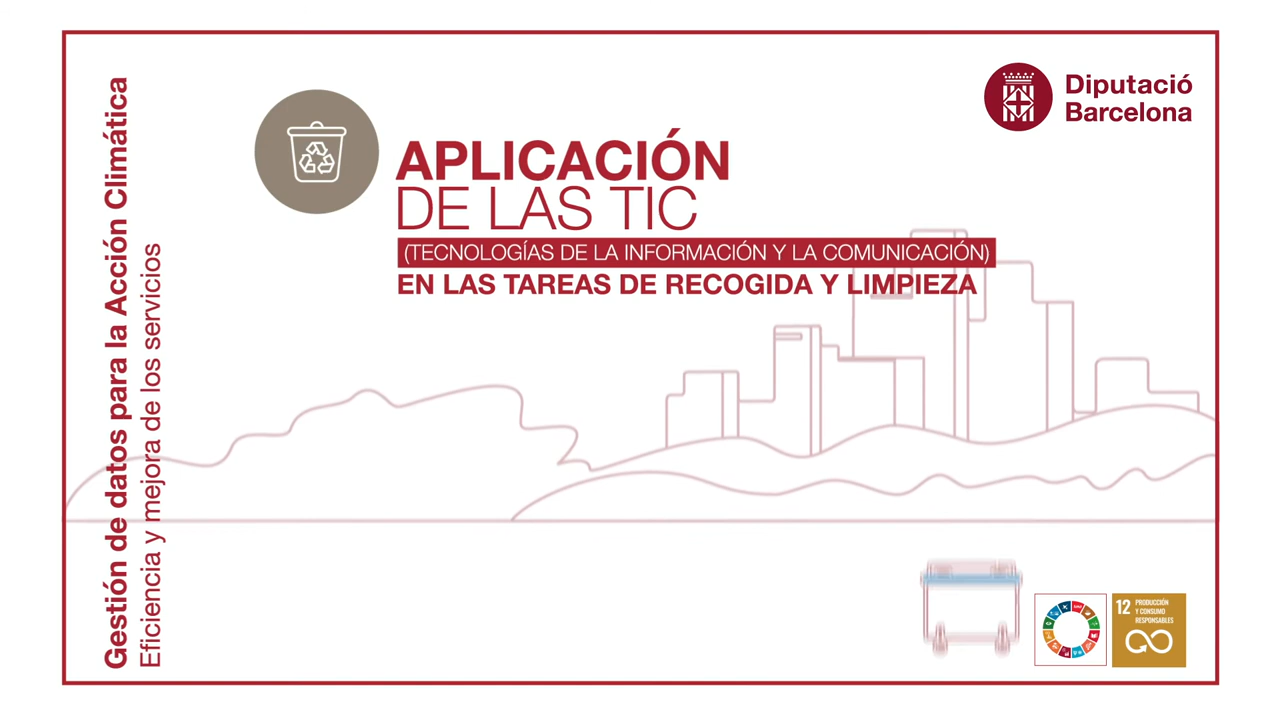 Gestión de datos para la Acción Climática
Eficiencia y mejora de los servicios
APLICACIÓN
DE LAS TIC
(TECNOLOGÍAS DE LA INFORMACIÓN Y LA COMUNICACIÓN)
EN LAS TAREAS DE RECOGIDA Y LIMPIEZA
Diputació
Barcelona
12 PRODUCCIÓN
Y CONSUMO
RESPONSABLES